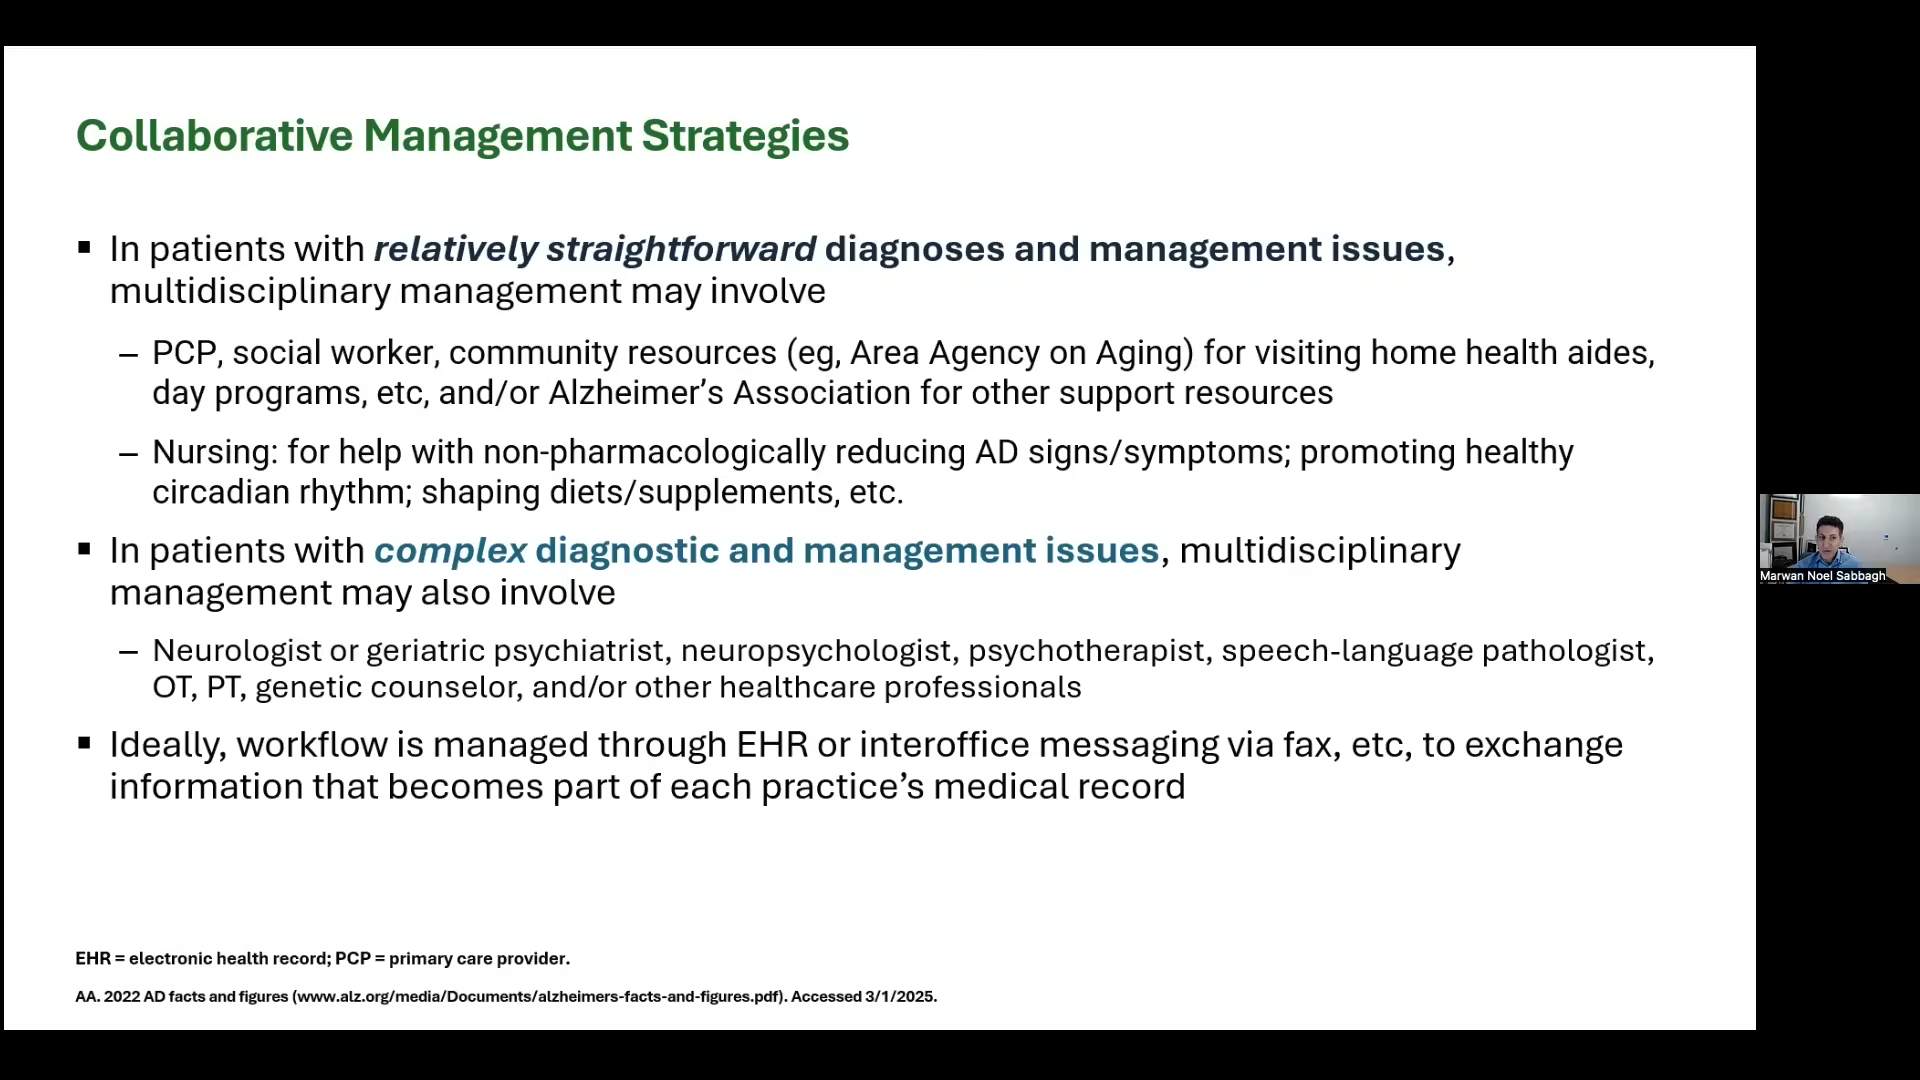 Collaborative Management Strategies
▪ In patients with relatively straightforward diagnoses and management issues,
multidisciplinary management may involve
– PCP, social worker, community resources (eg, Area Agency on Aging) for visiting home health aides,
day programs, etc, and/or Alzheimer’s Association for other support resources
– Nursing: for help with non-pharmacologically reducing AD signs/symptoms; promoting healthy
circadian rhythm; shaping diets/supplements, etc.
▪ In patients with complex diagnostic and management issues, multidisciplinary
management may also involve
– Neurologist or geriatric psychiatrist, neuropsychologist, psychotherapist, speech-language pathologist,
OT, PT, genetic counselor, and/or other healthcare professionals
▪ Ideally, workflow is managed through EHR or interoffice messaging via fax, etc, to exchange
information that becomes part of each practice’s medical record
EHR = electronic health record; PCP = primary care provider.
AA. 2022 AD facts and figures (www.alz.org/media/Documents/alzheimers-facts-and-figures.pdf). Accessed 3/1/2025.
Marwan Noel Sabbagh